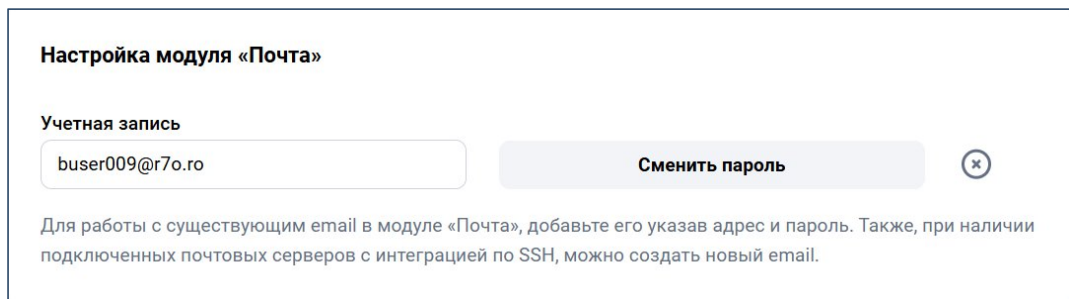 Настройка модуля «Почта»
Учетная запись
buser009@r7o.ro
Сменить пароль
Для работы с существующим email в модуле «Почта», добавьте его указав адрес и пароль. Также, при наличии
подключенных почтовых серверов с интеграцией по SSH, можно создать новый email.